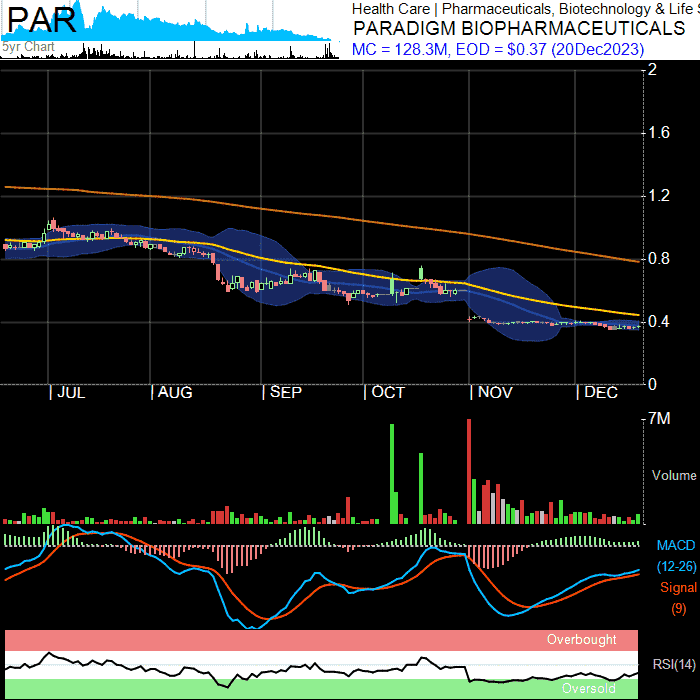 PAR
5yr Chart
Health Care | Pharmaceuticals, Biotechnology & Life S
PARADIGM BIOPHARMACEUTICALS
MC = 128.3M, EOD = $0.37 (20Dec2023)
2
1.6
1.2
0.8
0.4
0
| JUL | AUG | SEP | OCT | NOV | DEC
7M
Volume
MACD
(12-26)
Signal
(9)
Overbought
RSI(14)
Oversold